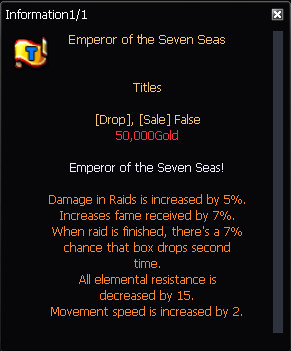 Information1/1
Emperor of the Seven Seas
T
Titles
[Drop], [Sale] False
50,000Gold
Emperor of the Seven Seas!
Damage in Raids is increased by 5%.
Increases fame received by 7%.
When raid is finished, there's a 7%
chance that box drops second
time.
All elemental resistance is
decreased by 15.
Movement speed is increased by 2.